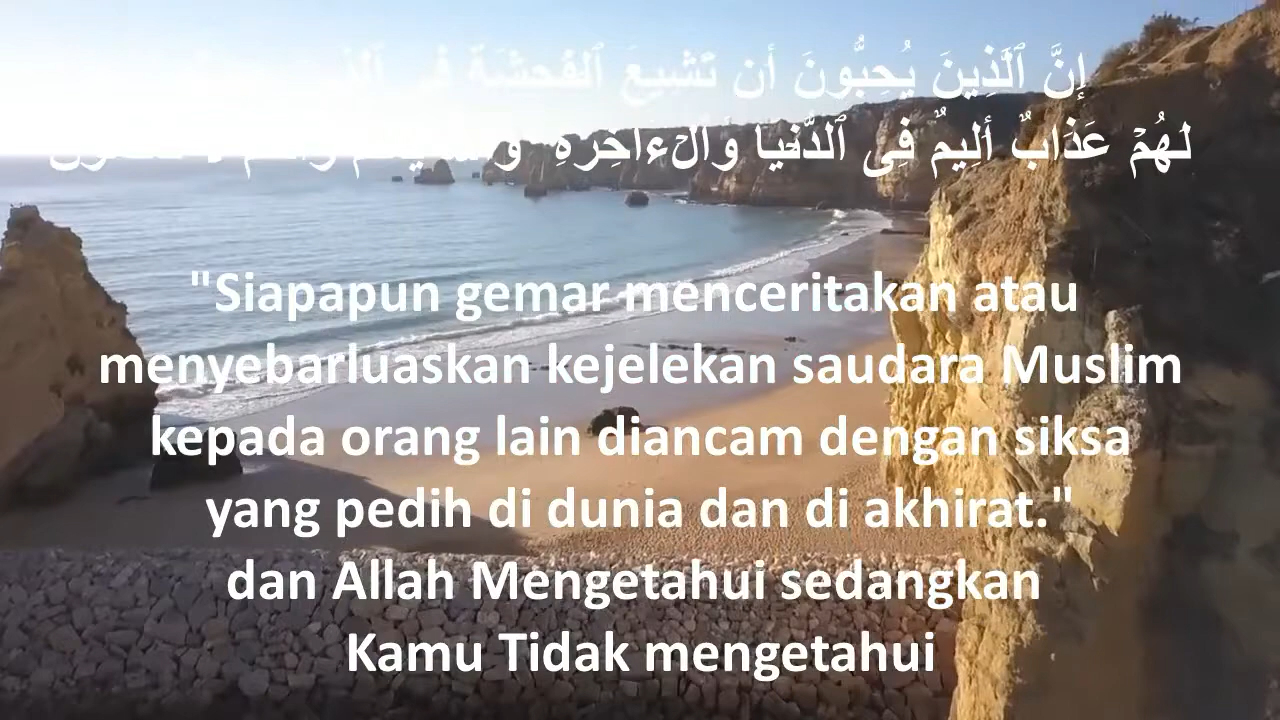 إِنَّ ٱلَّذِينَ يُحِبُّونَ أَن تَشِيعَ ٱلْفَٰحِشَةُ فِى
لَهُمْ عَذَابٌ أَلِيمٌ فِى ٱلدُّنْيَا وَٱلْءَاخِرَةِ
"Siapapun gemar menceritakan atau
menyebarluaskan kejelekan saudara Muslim
kepada orang lain diancam dengan siksa
yang pedih di dunia dan di akhirat."
dan Allah Mengetahui sedangkan
Kamu Tidak mengetahui